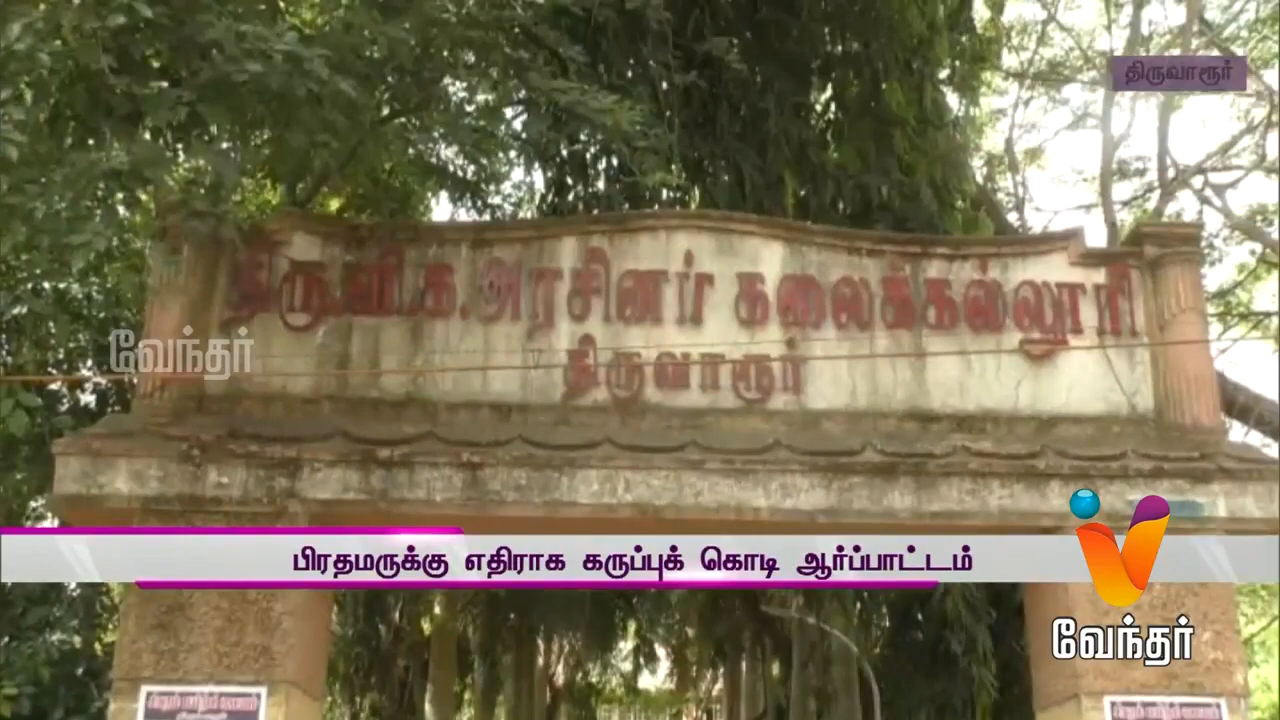 திருவாரூர்
திரு.வி.க.அரசினர் கலைக்கல்லூரி
திருவாரூர்
வேந்தர்
பிரதமருக்கு எதிராக கருப்புக் கொடி ஆர்ப்பாட்டம்
வேந்தர்